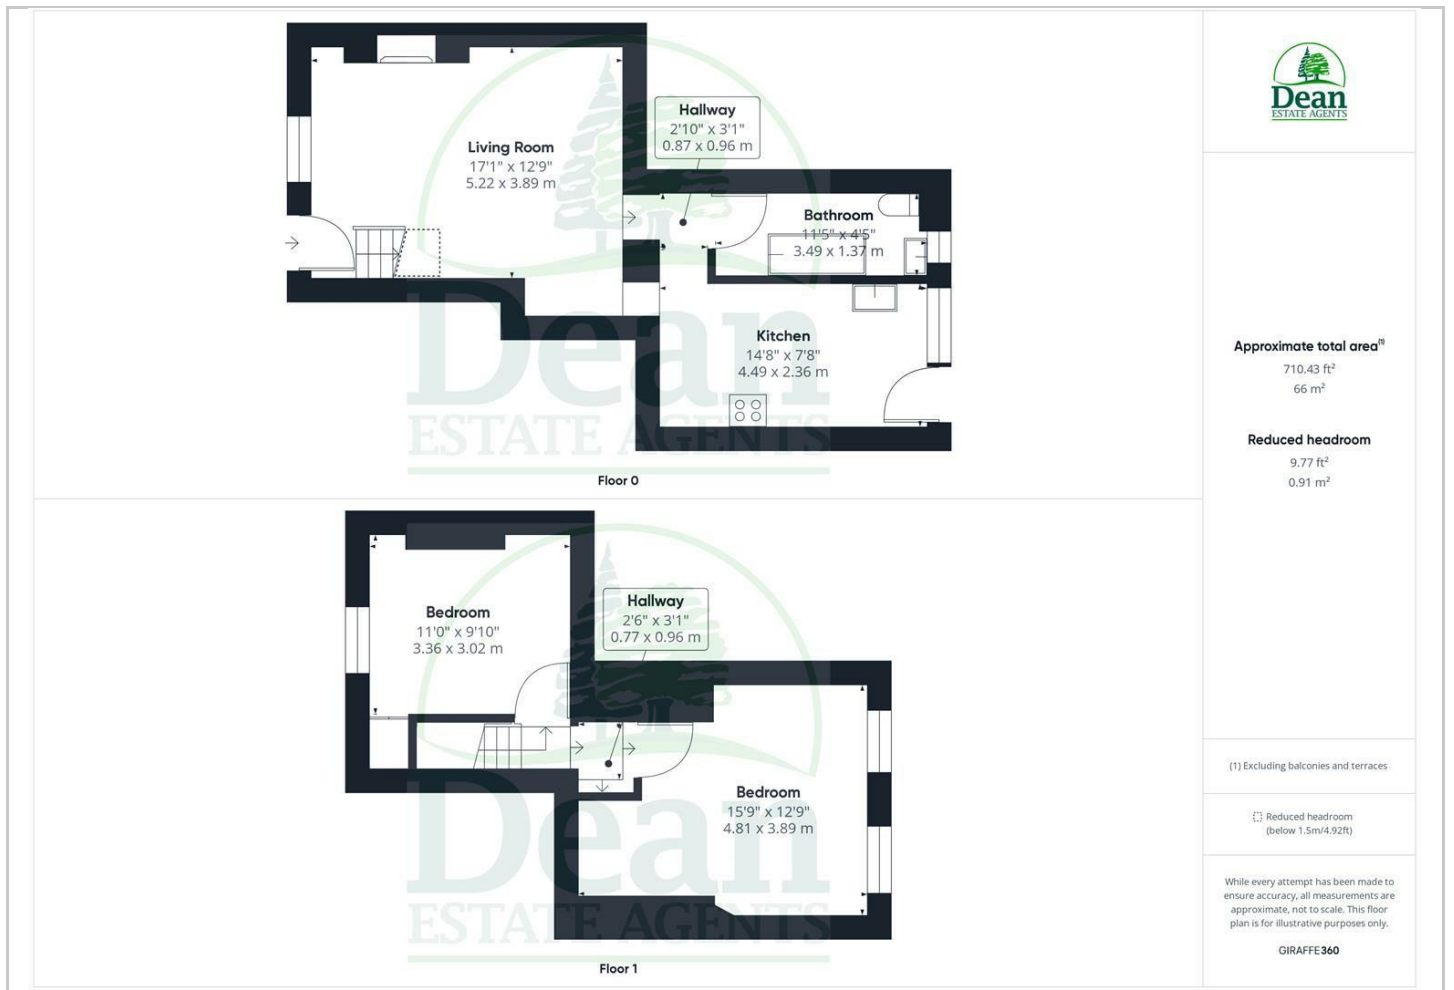 Living Room
17'1" x 12'9"
5.22 x 3.89 m
Hallway
2'10" x 3'1"
0.87 x 0.96 m
Bathroom
11'5" x 4'5"
3.49 x 1.37 m
Kitchen
14'8" x 7'8"
4.49 x 2.36 m
Dean
ESTATE AGENTS
Floor 0
Bedroom
11'0" x 9'10"
3.36 x 3.02 m
Hallway
2'6" x 3'1"
0.77 x 0.96 m
Bedroom
15'9" x 12'9"
4.81 x 3.89 m
Dean
ESTATE AGENTS
Floor 1
Dean
ESTATE AGENTS
Approximate total area⁽¹⁾
710.43 ft²
66 m²
Reduced headroom
9.77 ft²
0.91 m²
(1) Excluding balconies and terraces
Reduced headroom
(below 1.5m/4.92ft)
While every attempt has been made to
ensure accuracy, all measurements are
approximate, not to scale. This floor
plan is for illustrative purposes only.
GIRAFFE360